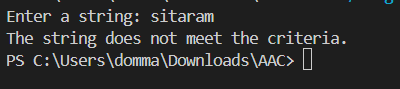 Enter a string: sitaram
The string does not meet the criteria.
PS C:\Users\domma\Downloads\AAC>